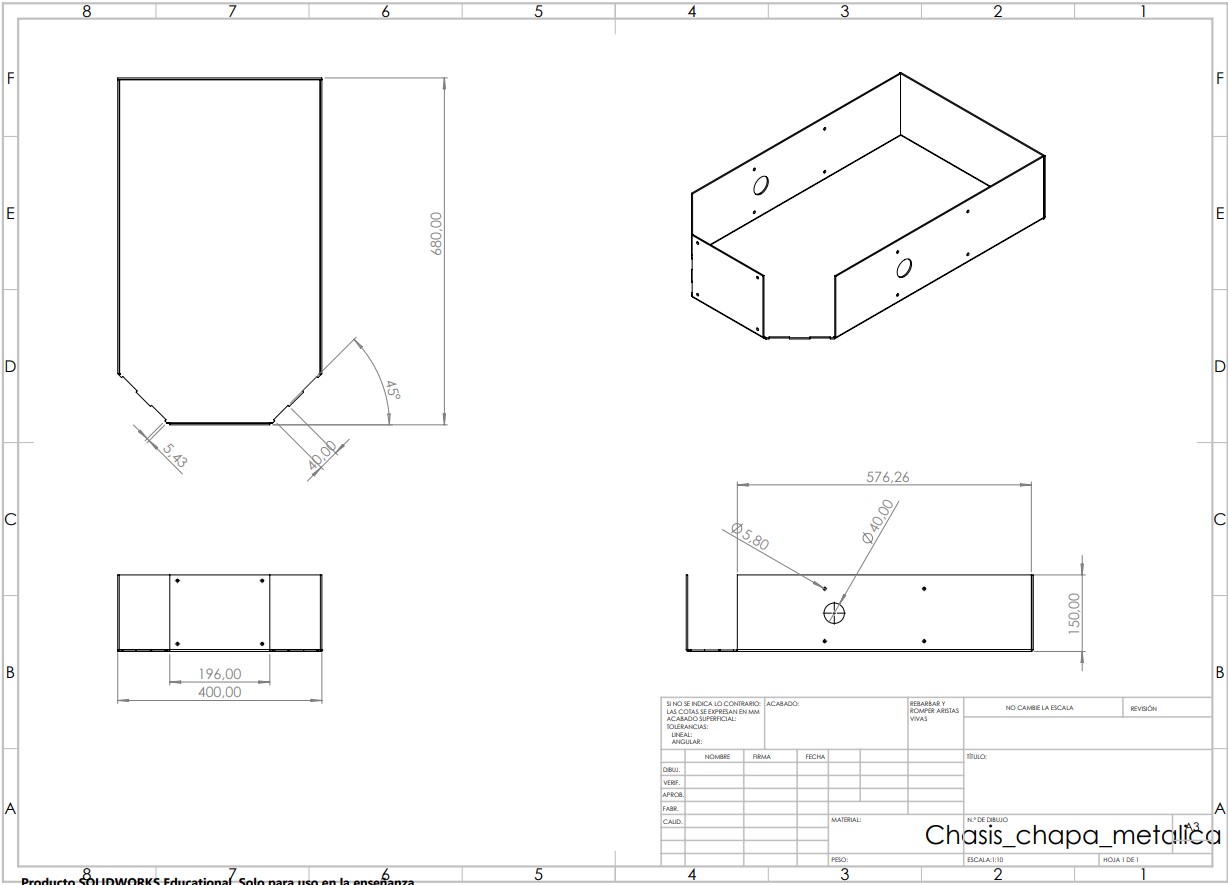 8 7 6 5 4 3 2 1
F F
E E
D D
C C
B B
A A
680,00
45°
5,43
40,00
576,26
Ø5,80
Ø40,00
150,00
196,00
400,00
SI NO SE INDICA LO CONTRARIO:
LAS COTAS SE EXPRESAN EN MM
ACABADO SUPERFICIAL:
TOLERANCIAS:
LINEAL:
ANGULAR:
ACABADO:
REBARBAR Y
ROMPER ARISTAS
VIVAS
NO CAMBIE LA ESCALA
REVISIÓN
NOMBRE FIRMA FECHA
DIBUJ.
VERIF.
APROB.
FABR.
CALID.
TÍTULO:
MATERIAL:
N.º DE DIBUJO
Chasis_chapa_metalica
A3
PESO:
ESCALA:1:10
HOJA 1 DE 1
8 7 6 5 4 3 2 1
Producto SOLIDWORKS Educational. Solo para uso en la enseñanza.